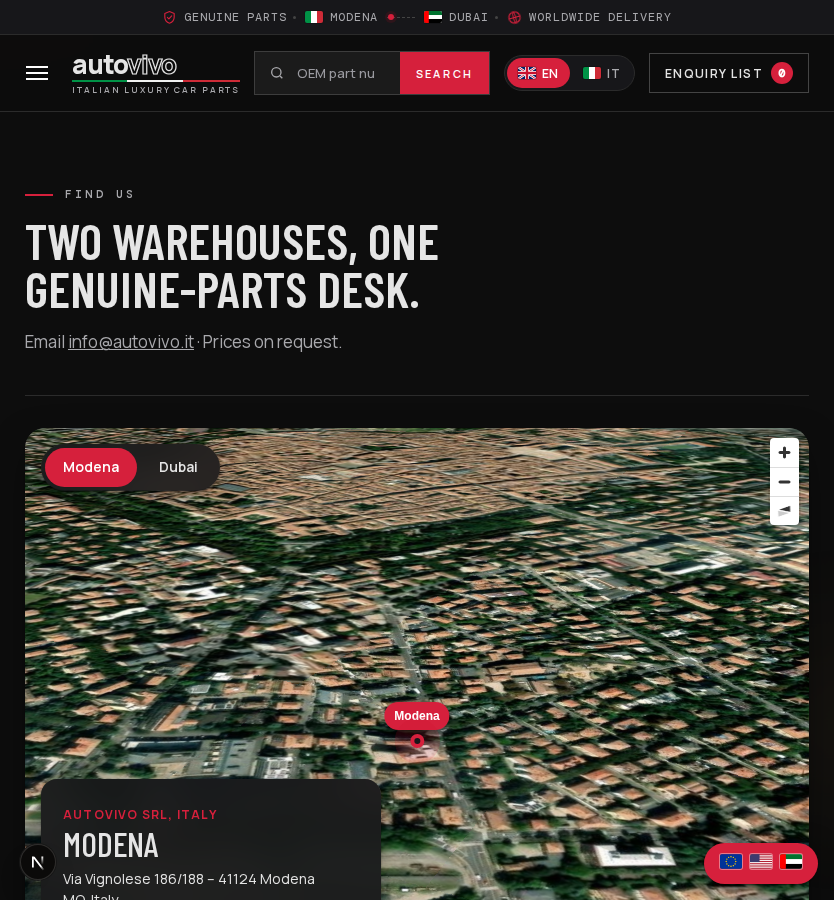 GENUINE PARTS • MODENA DUBAI • WORLDWIDE DELIVERY
autovivo
ITALIAN LUXURY CAR PARTS
OEM part nu
SEARCH
EN
IT
ENQUIRY LIST 0
FIND US
TWO WAREHOUSES, ONE
GENUINE-PARTS DESK.
Email info@autovivo.it · Prices on request.
Modena
Dubai
Modena
AUTOVIVO SRL, ITALY
MODENA
Via Vignolese 186/188 – 41124 Modena
MO, Italy
N